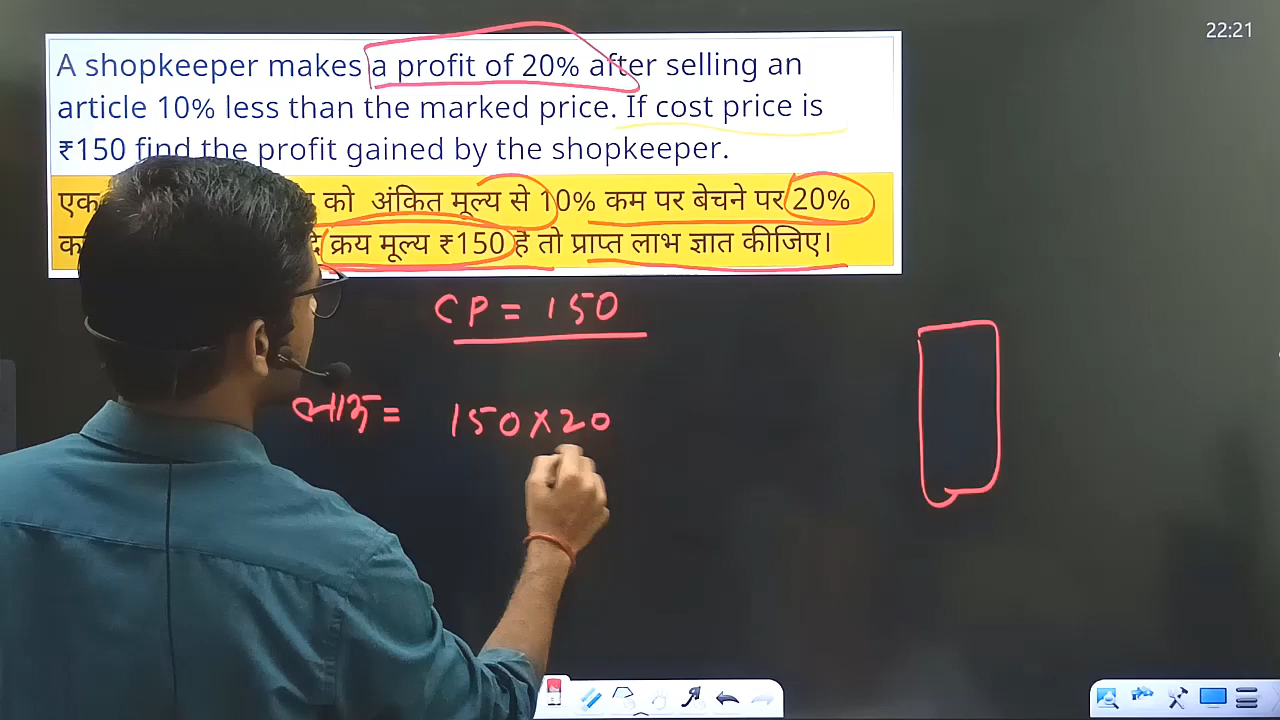 22:21
A shopkeeper makes a profit of 20% after selling an
article 10% less than the marked price. If cost price is
₹150 find the profit gained by the shopkeeper.
एक को अंकित मूल्य से 10% कम पर बेचने पर 20%
क्रय मूल्य ₹150 है तो प्राप्त लाभ ज्ञात कीजिए।
CP = 150
लाभ = 150 x 20